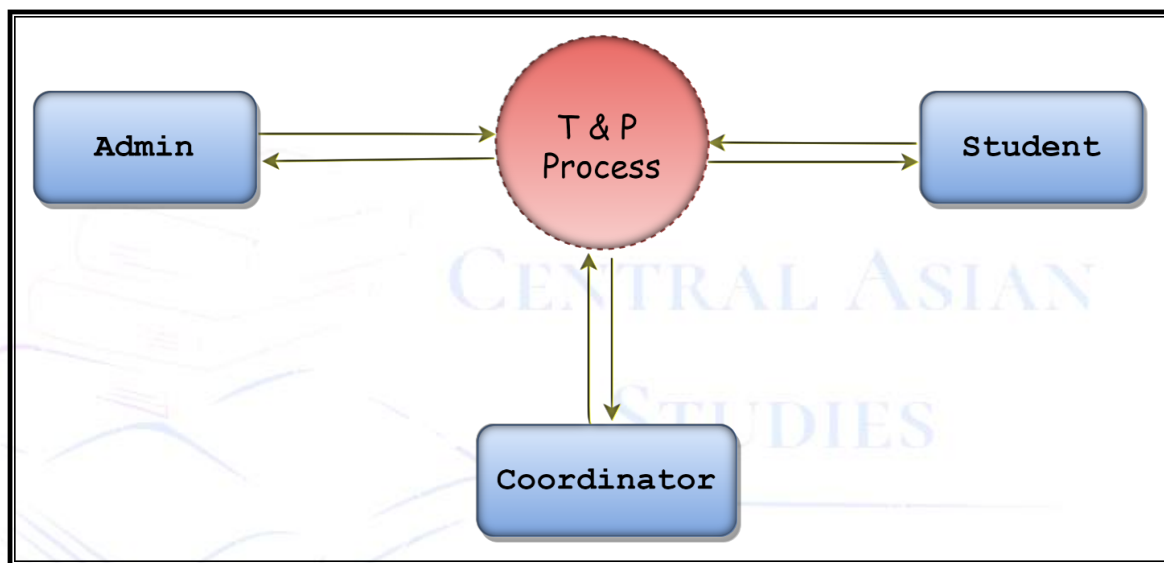 Admin
T & P
Process
Student
CENTRAL ASIAN
STUDIES
Coordinator